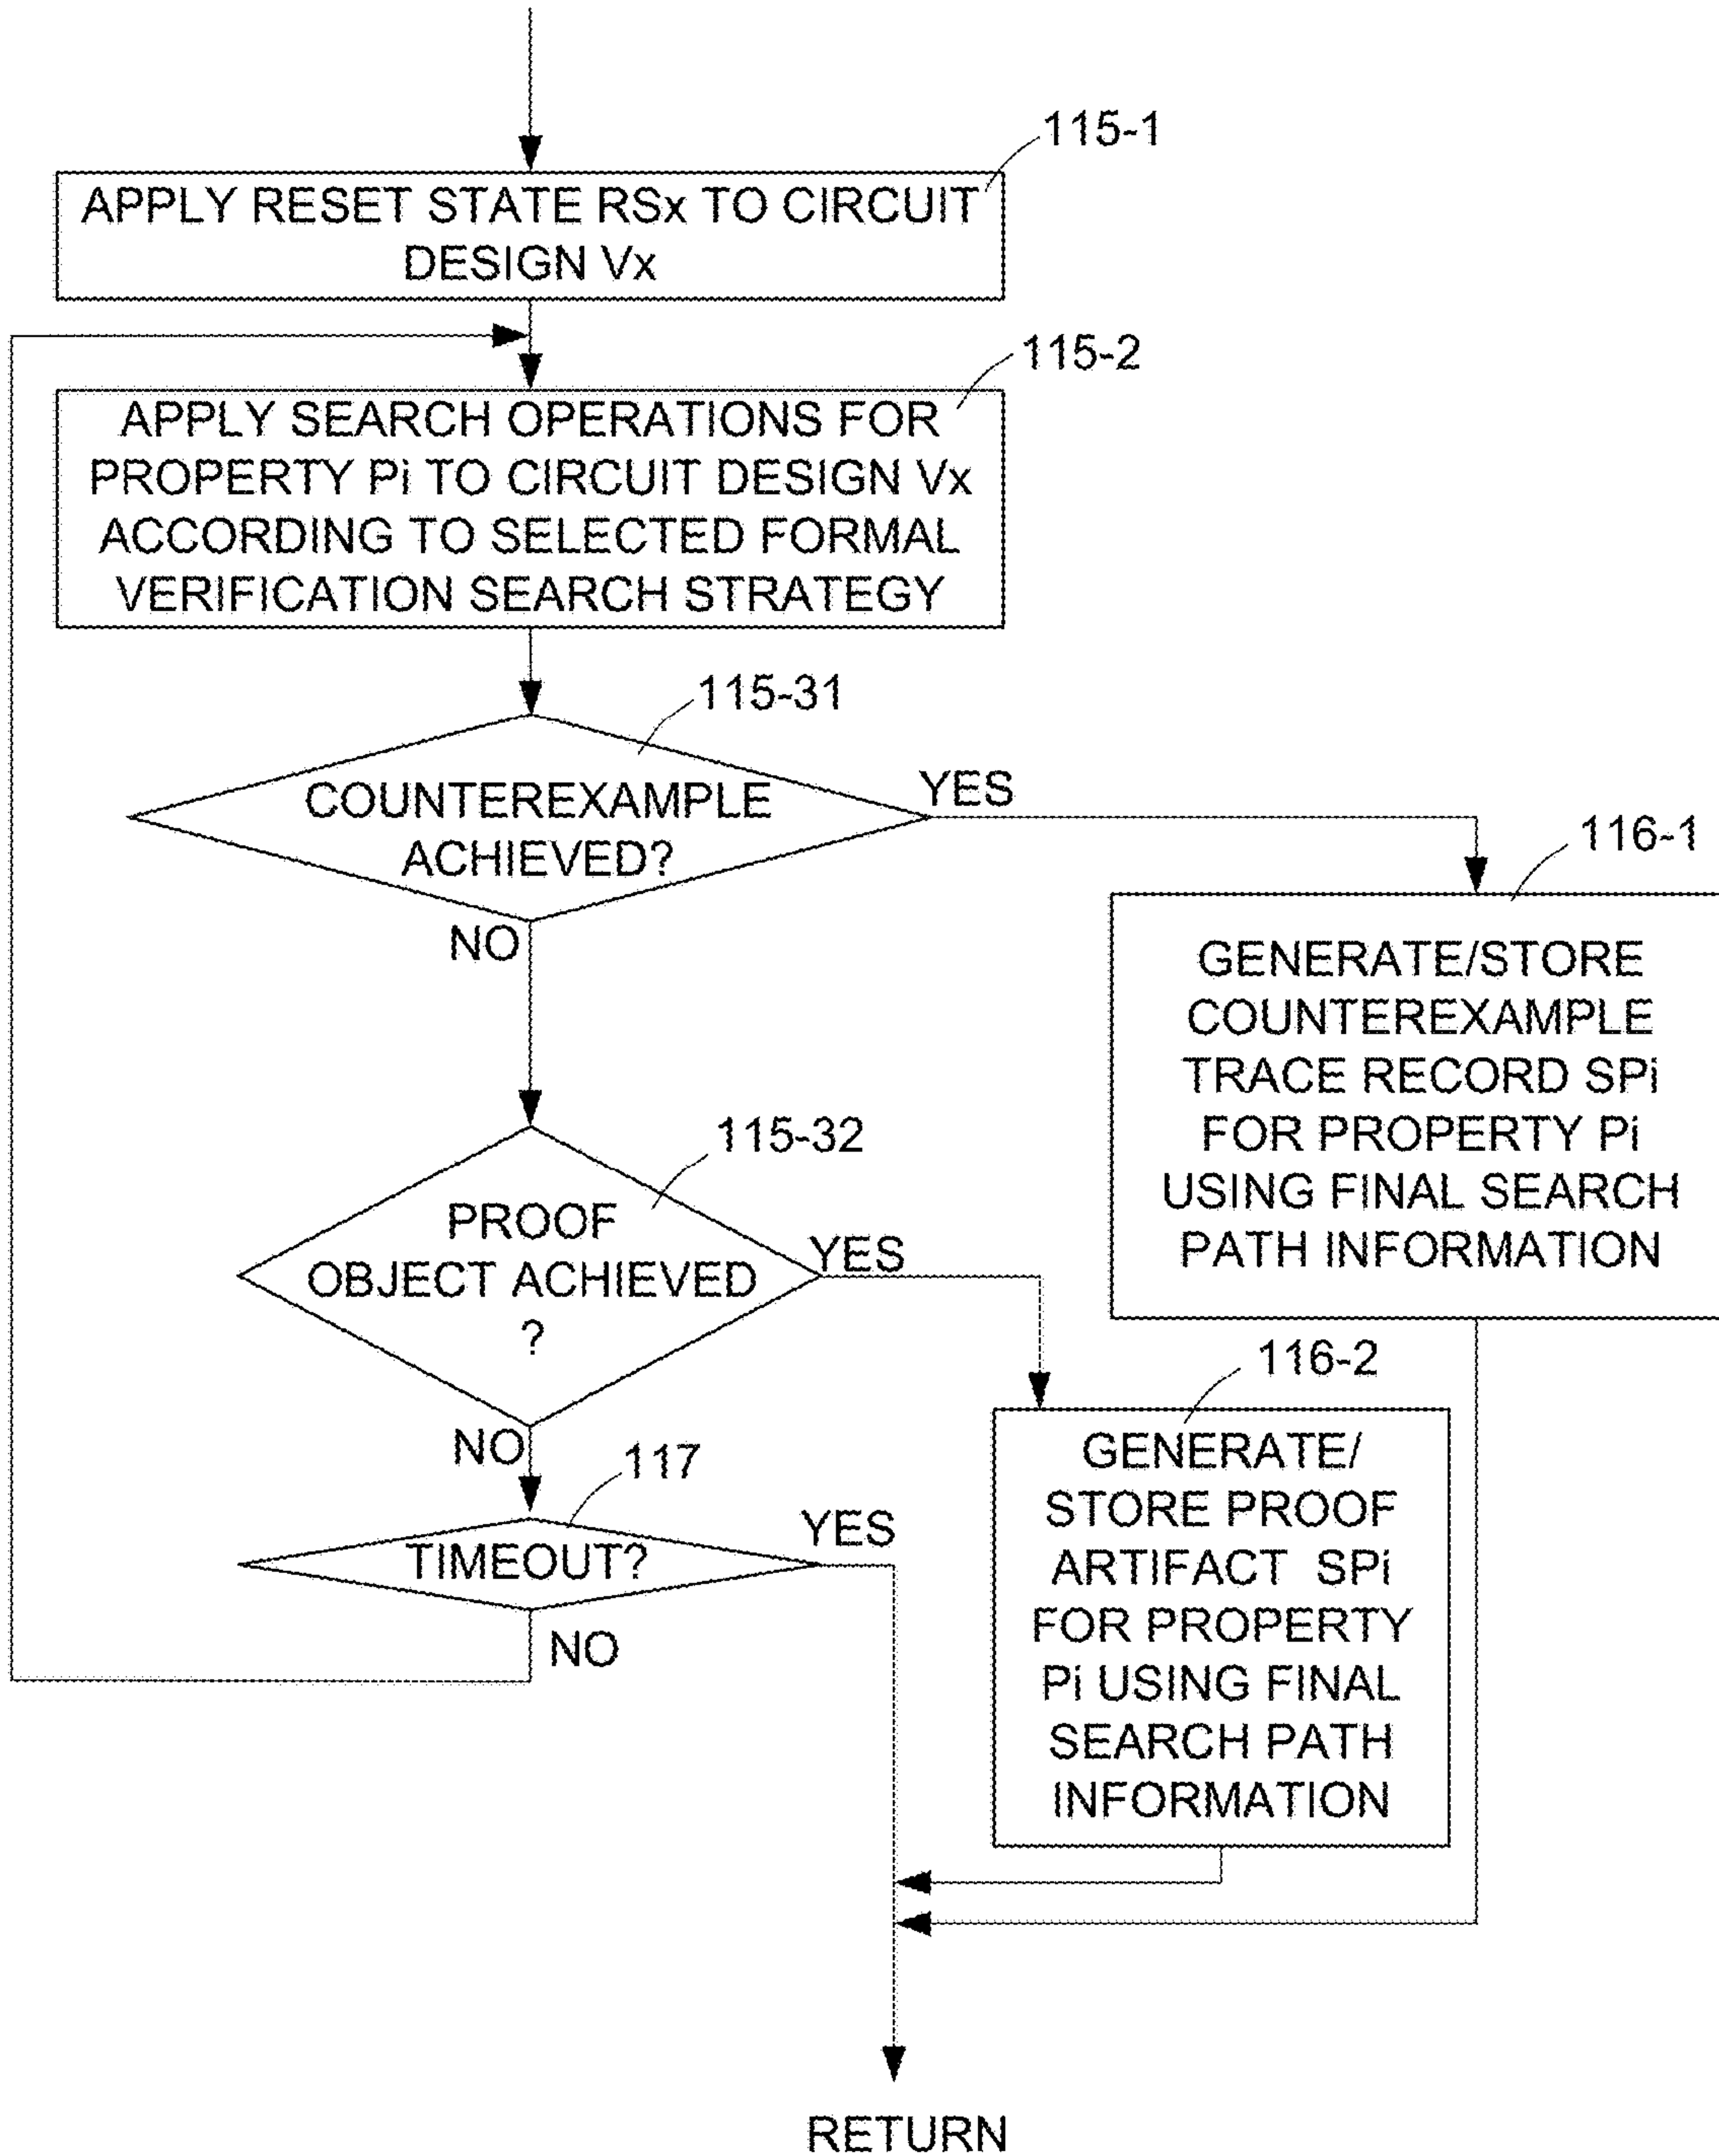 115-1
APPLY RESET STATE RSx TO CIRCUIT
DESIGN Vx
115-2
APPLY SEARCH OPERATIONS FOR
PROPERTY Pi TO CIRCUIT DESIGN Vx
ACCORDING TO SELECTED FORMAL
VERIFICATION SEARCH STRATEGY
115-31
COUNTEREXAMPLE
ACHIEVED?
YES
NO
116-1
GENERATE/STORE
COUNTEREXAMPLE
TRACE RECORD SPi
FOR PROPERTY Pi
USING FINAL SEARCH
PATH INFORMATION
115-32
PROOF
OBJECT ACHIEVED
?
YES
NO
116-2
GENERATE/
STORE PROOF
ARTIFACT SPi
FOR PROPERTY
Pi USING FINAL
SEARCH PATH
INFORMATION
117
TIMEOUT?
YES
NO
RETURN